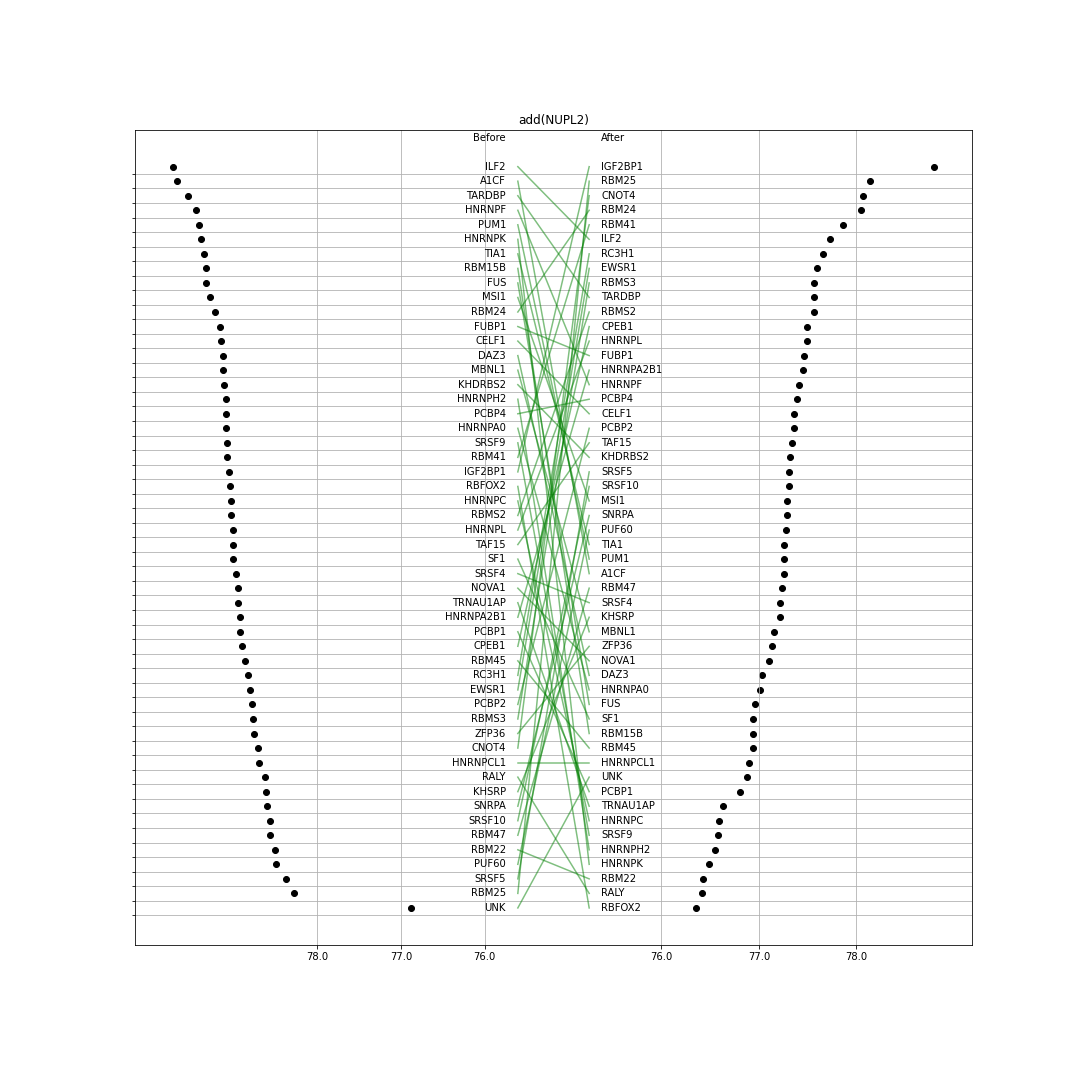 add(NUPL2)
Before After
ILF2 IGF2BP1
A1CF RBM25
TARDBP CNOT4
HNRNPF RBM24
PUM1 RBM41
HNRNPK ILF2
TIA1 RC3H1
RBM15B EWSR1
FUS RBMS3
MSI1 TARDBP
RBM24 RBMS2
FUBP1 CPEB1
CELF1 HNRNPL
DAZ3 FUBP1
MBNL1 HNRNPA2B1
KHDRBS2 HNRNPF
HNRNPH2 PCBP4
PCBP4 CELF1
HNRNPA0 PCBP2
SRSF9 TAF15
RBM41 KHDRBS2
IGF2BP1 SRSF5
RBFOX2 SRSF10
HNRNPC MSI1
RBMS2 SNRPA
HNRNPL PUF60
TAF15 TIA1
SF1 PUM1
SRSF4 A1CF
NOVA1 RBM47
TRNAU1AP SRSF4
HNRNPA2B1 KHSRP
PCBP1 MBNL1
CPEB1 ZFP36
RBM45 NOVA1
RC3H1 DAZ3
EWSR1 HNRNPA0
PCBP2 FUS
RBMS3 SF1
ZFP36 RBM15B
CNOT4 RBM45
HNRNPCL1 HNRNPCL1
RALY UNK
KHSRP PCBP1
SNRPA TRNAU1AP
SRSF10 HNRNPC
RBM47 SRSF9
RBM22 HNRNPH2
PUF60 HNRNPK
SRSF5 RBM22
RBM25 RALY
UNK RBFOX2
78.0 77.0 76.0 76.0 77.0 78.0